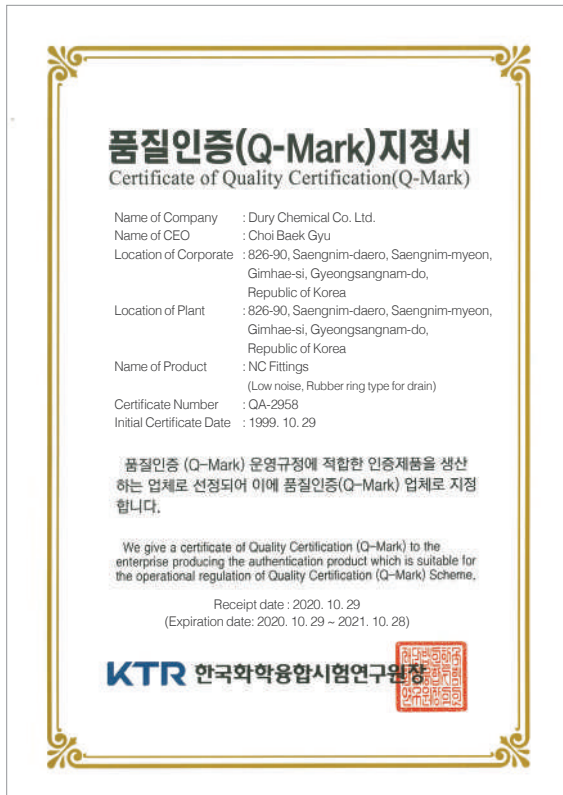 품질인증(Q-Mark)지정서
Certificate of Quality Certification(Q-Mark)
Name of Company : Dury Chemical Co. Ltd.
Name of CEO : Choi Baek Gyu
Location of Corporate : 826-90, Saengnim-daero, Saengnim-myeon,
Gimhae-si, Gyeongsangnam-do,
Republic of Korea
Location of Plant : 826-90, Saengnim-daero, Saengnim-myeon,
Gimhae-si, Gyeongsangnam-do,
Republic of Korea
Name of Product : NC Fittings
(Low noise, Rubber ring type for drain)
Certificate Number : QA-2958
Initial Certificate Date : 1999. 10. 29
품질인증 (Q-Mark) 운영규정에 적합한 인증제품을 생산
하는 업체로 선정되어 이에 품질인증(Q-Mark) 업체로 지정
합니다.
We give a certificate of Quality Certification (Q-Mark) to the
enterprise producing the authentication product which is suitable for
the operational regulation of Quality Certification (Q-Mark) Scheme.
Receipt date : 2020. 10. 29
(Expiration date: 2020. 10. 29 ~ 2021. 10. 28)
KTR 한국화학융합시험연구원장